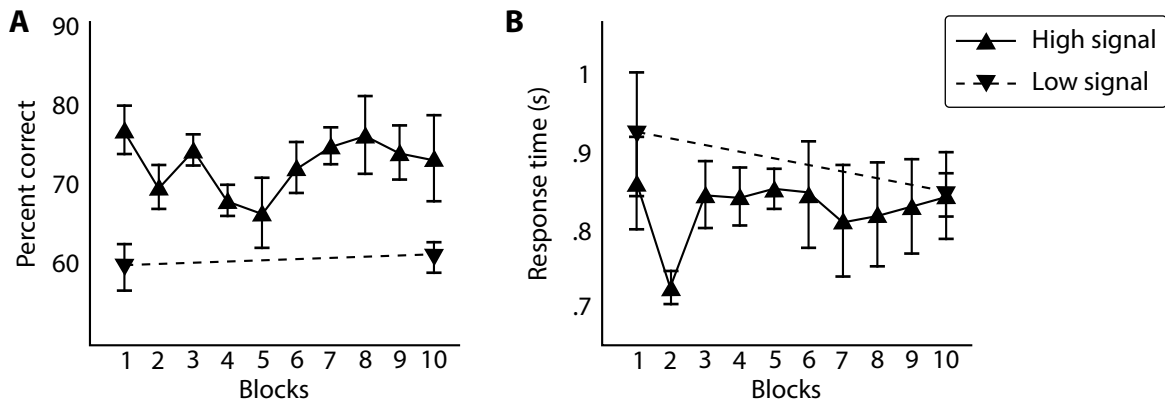 A
90
80
70
60
Percent correct
1 2 3 4 5 6 7 8 9 10
Blocks
B
1
.9
.8
.7
Response time (s)
1 2 3 4 5 6 7 8 9 10
Blocks
High signal
Low signal